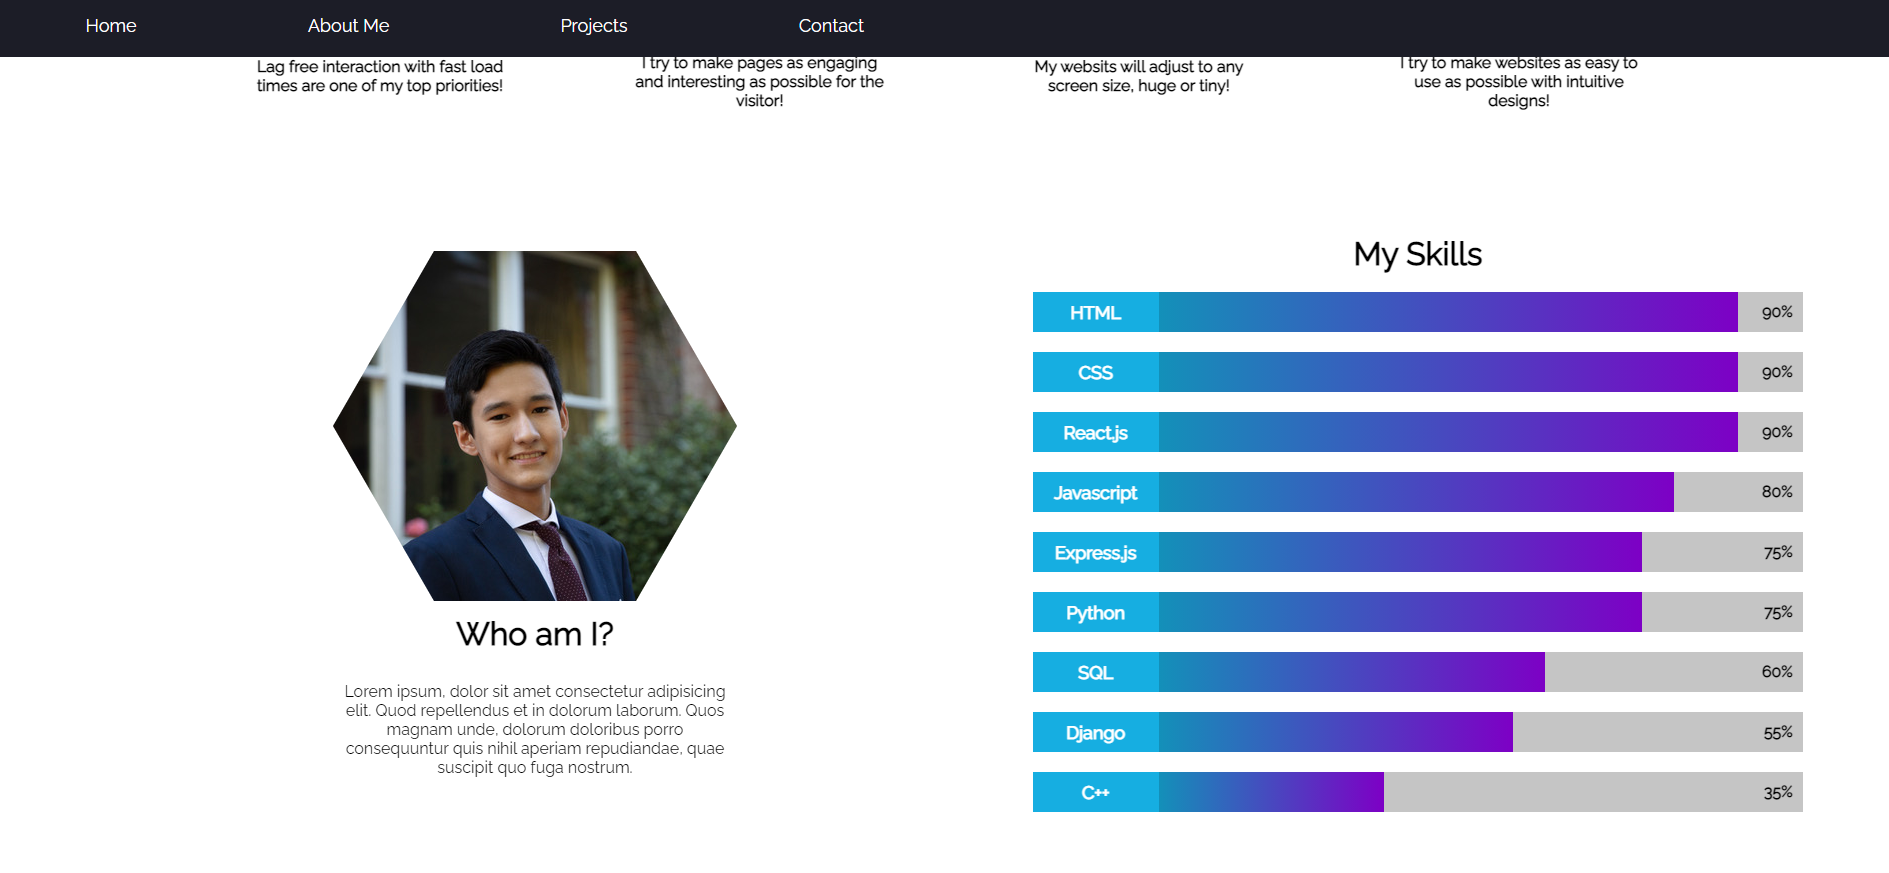 Home About Me Projects Contact
Lag free interaction with fast load
times are one of my top priorities!
I try to make pages as engaging
and interesting as possible for the
visitor!
My websits will adjust to any
screen size, huge or tiny!
I try to make websites as easy to
use as possible with intuitive
designs!
Who am I?
Lorem ipsum, dolor sit amet consectetur adipisicing
elit. Quod repellendus et in dolorum laborum. Quos
magnam unde, dolorum doloribus porro
consequuntur quis nihil aperiam repudiandae, quae
suscipit quo fuga nostrum.
My Skills
HTML 90%
CSS 90%
React.js 90%
Javascript 80%
Express.js 75%
Python 75%
SQL 60%
Django 55%
C++ 35%